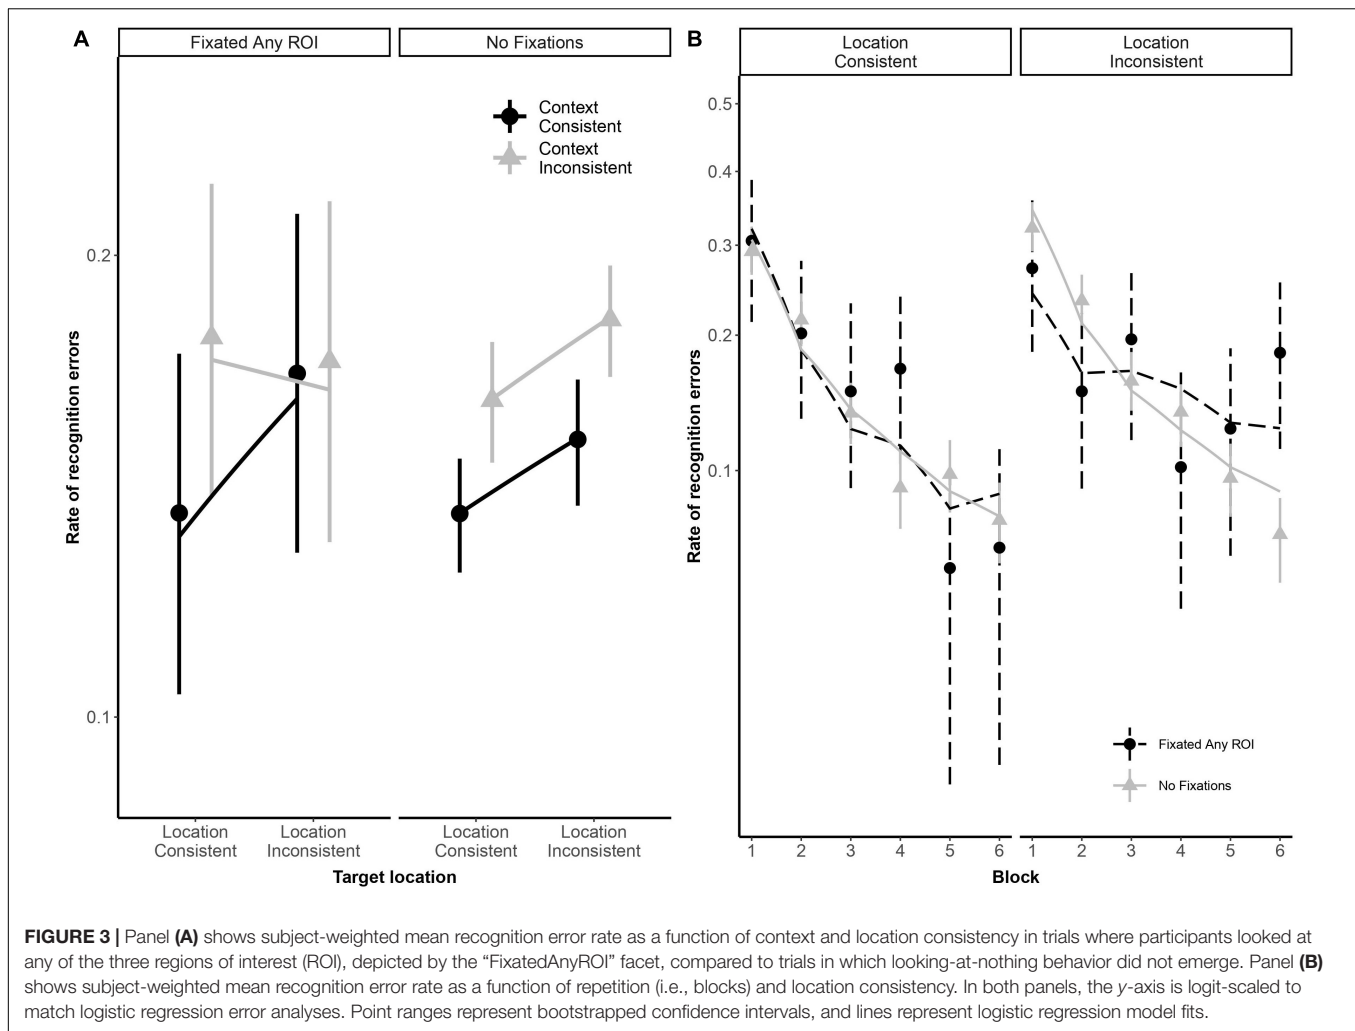 A
Fixated Any ROI
No Fixations
Context
Consistent
Context
Inconsistent
0.2
0.1
Rate of recognition errors
Location
Consistent
Location
Inconsistent
Location
Consistent
Location
Inconsistent
Target location
B
Location
Consistent
Location
Inconsistent
0.5
0.4
0.3
0.2
0.1
Rate of recognition errors
Fixated Any ROI
No Fixations
1 2 3 4 5 6
1 2 3 4 5 6
Block
FIGURE 3 | Panel (A) shows subject-weighted mean recognition error rate as a function of context and location consistency in trials where participants looked at
any of the three regions of interest (ROI), depicted by the “FixatedAnyROI” facet, compared to trials in which looking-at-nothing behavior did not emerge. Panel (B)
shows subject-weighted mean recognition error rate as a function of repetition (i.e., blocks) and location consistency. In both panels, the y-axis is logit-scaled to
match logistic regression error analyses. Point ranges represent bootstrapped confidence intervals, and lines represent logistic regression model fits.